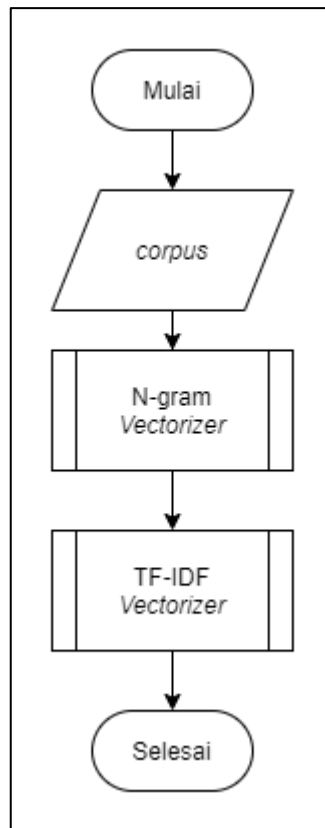 Mulai
corpus
N-gram
Vectorizer
TF-IDF
Vectorizer
Selesai